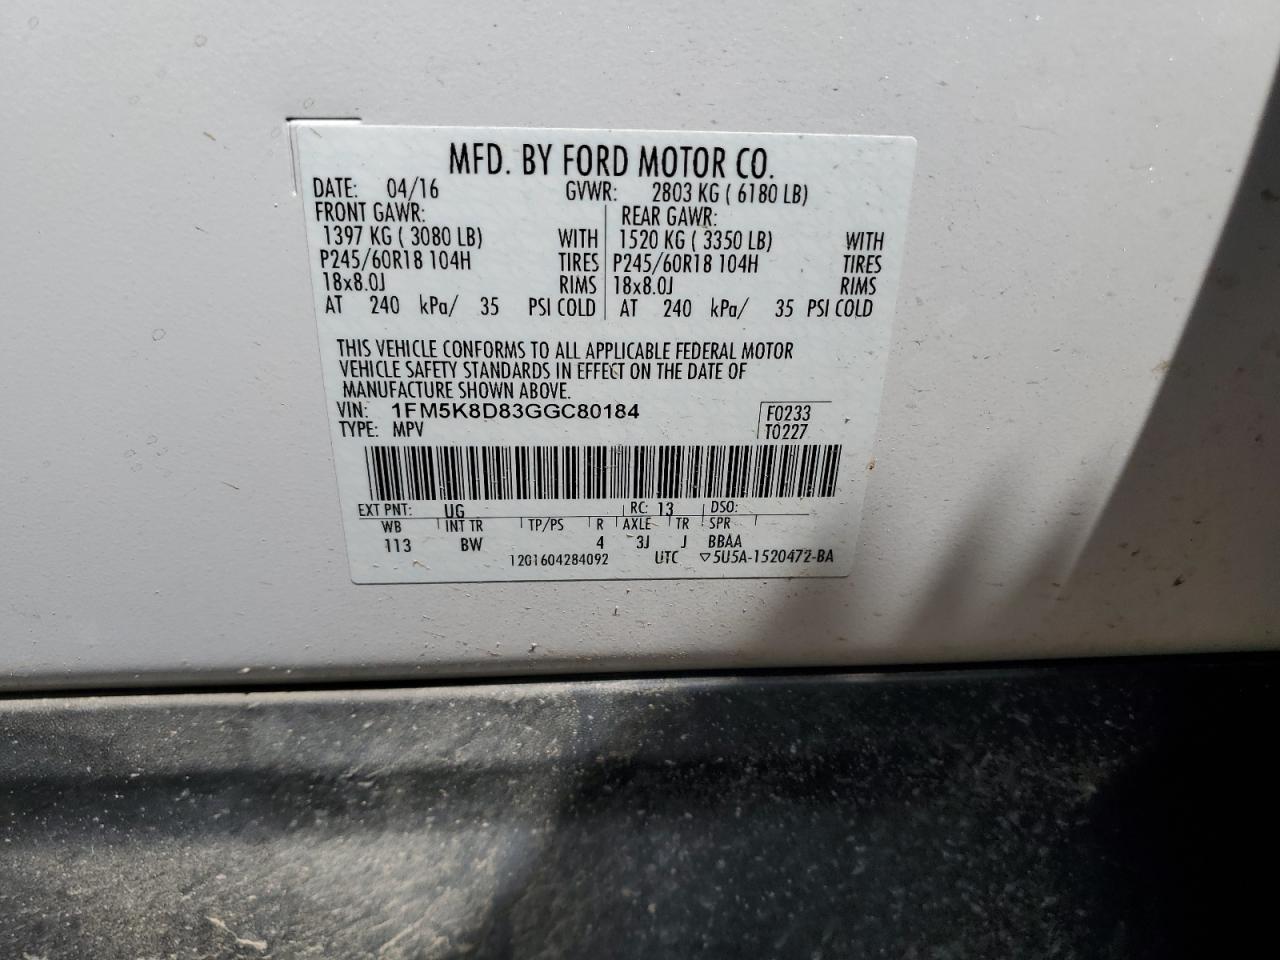 MFD. BY FORD MOTOR CO.
DATE: 04/16 GVWR: 2803 KG ( 6180 LB)
FRONT GAWR: REAR GAWR:
1397 KG ( 3080 LB) WITH 1520 KG ( 3350 LB) WITH
P245/60R18 104H TIRES P245/60R18 104H TIRES
18x8.0J RIMS 18x8.0J RIMS
AT 240 kPa/ 35 PSI COLD AT 240 kPa/ 35 PSI COLD
THIS VEHICLE CONFORMS TO ALL APPLICABLE FEDERAL MOTOR
VEHICLE SAFETY STANDARDS IN EFFECT ON THE DATE OF
MANUFACTURE SHOWN ABOVE.
VIN: 1FM5K8D83GGC80184 F0233
TYPE: MPV T0227
EXT PNT: UG RC: 13 DSO:
WB INT TR TP/PS R AXLE TR SPR
113 BW 4 3J J BBAA
1201604284092 UTC ▽5U5A-1520472-BA